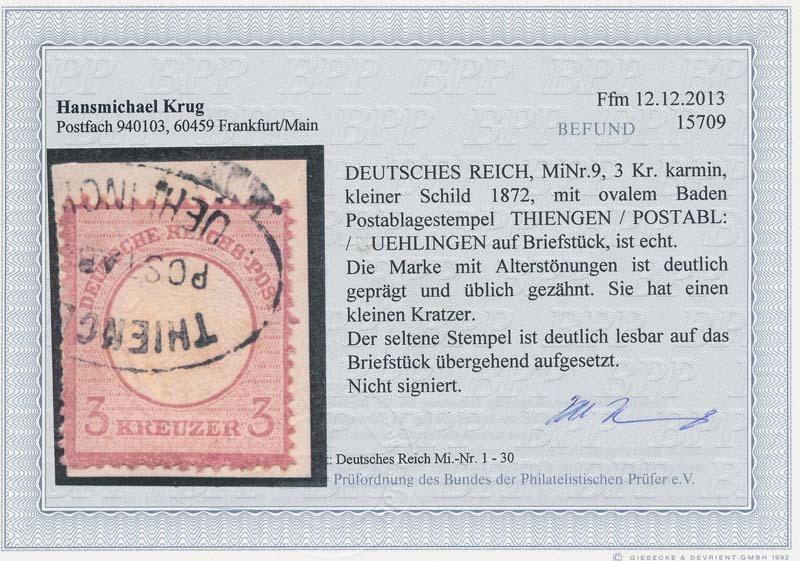 Hansmichael Krug
Postfach 940103, 60459 Frankfurt/Main
Ffm 12.12.2013
BEFUND 15709
DEUTSCHES REICH, MiNr.9, 3 Kr. karmin,
kleiner Schild 1872, mit ovalem Baden
Postablagestempel THIENGEN / POSTABL:
/ UEHLINGEN auf Briefstück, ist echt.
Die Marke mit Alterstönungen ist deutlich
geprägt und üblich gezähnt. Sie hat einen
kleinen Kratzer.
Der seltene Stempel ist deutlich lesbar auf das
Briefstück übergehend aufgesetzt.
Nicht signiert.
: Deutsches Reich Mi.-Nr. 1 - 30
Prüfordnung des Bundes der Philatelistischen Prüfer e.V.
DEUTSCHE REICHS-POST
3 KREUZER 3
THIENG
POSTAB
UEHLING
BPP
© GIESECKE & DEVRIENT GMBH 1992